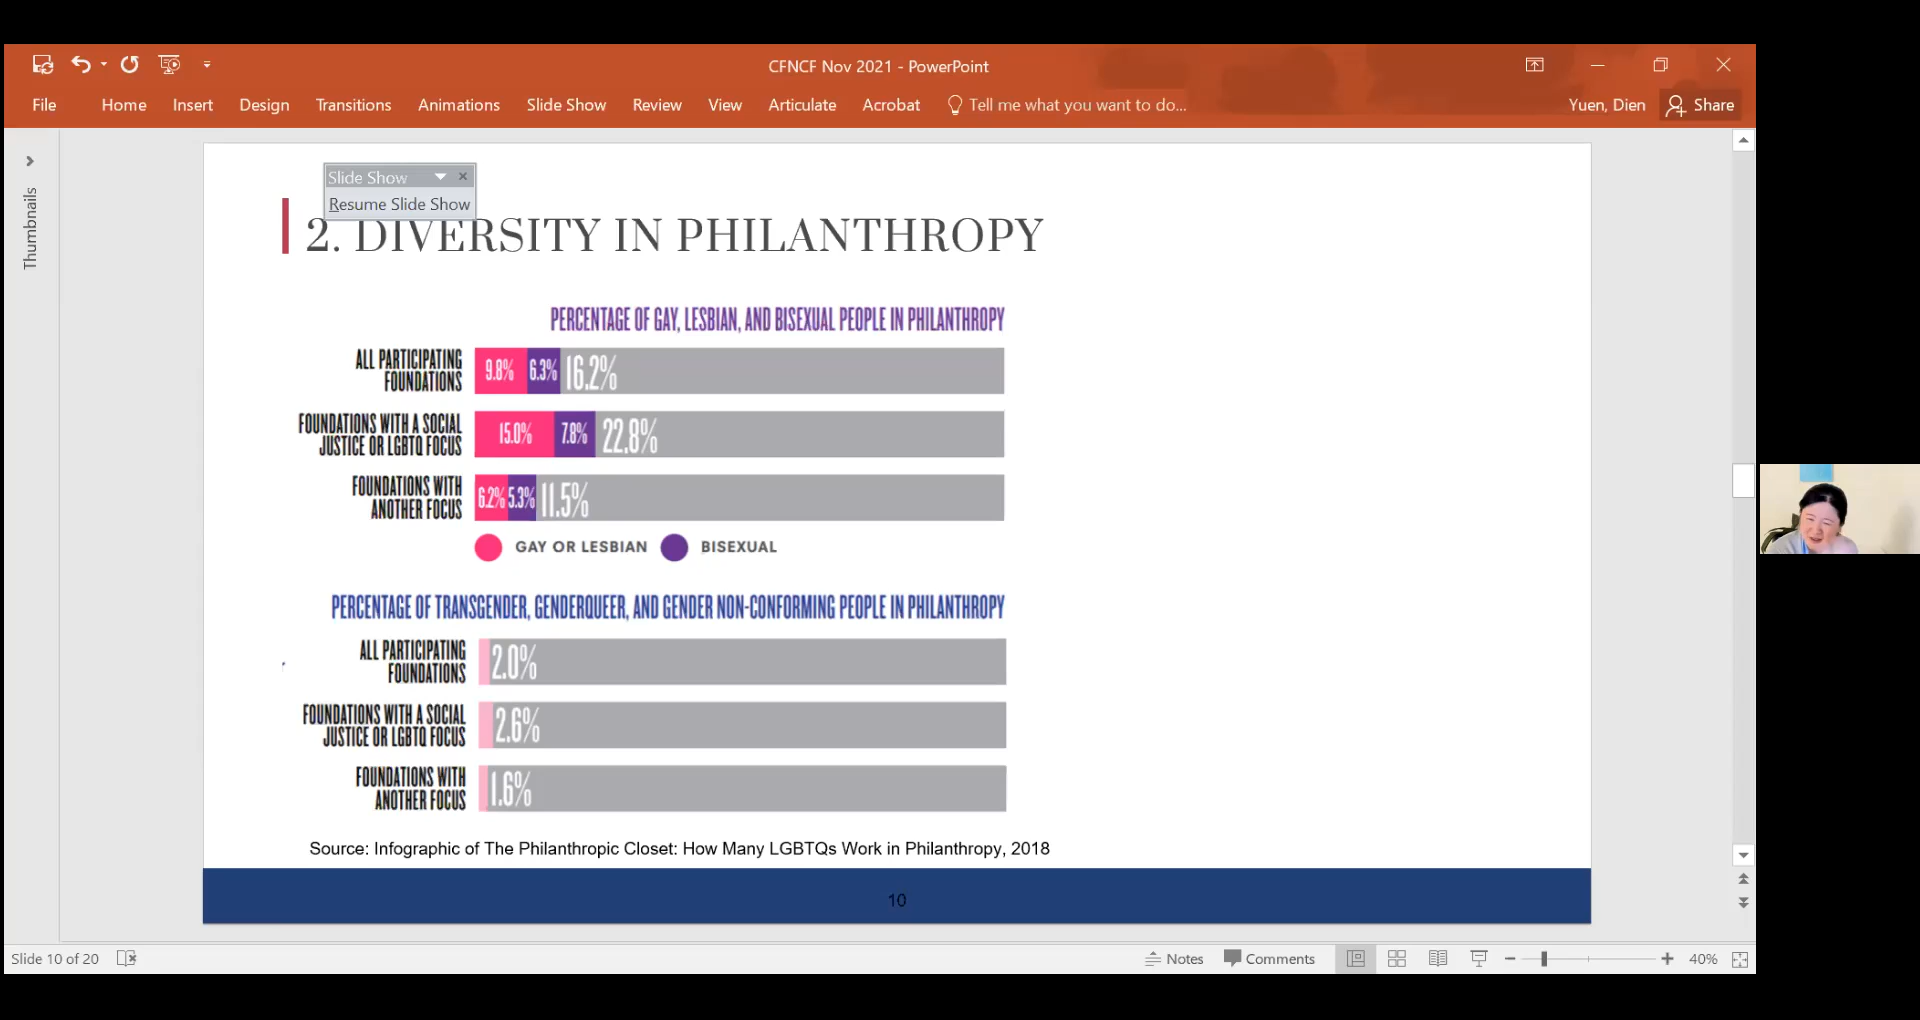 CFNCF Nov 2021 - PowerPoint
File Home Insert Design Transitions Animations Slide Show Review View Articulate Acrobat Tell me what you want to do... Yuen, Dien Share
Thumbnails
Slide Show
Resume Slide Show
2. DIVERSITY IN PHILANTHROPY
PERCENTAGE OF GAY, LESBIAN, AND BISEXUAL PEOPLE IN PHILANTHROPY
ALL PARTICIPATING
FOUNDATIONS
9.8% 6.3% 16.2%
FOUNDATIONS WITH A SOCIAL
JUSTICE OR LGBTQ FOCUS
15.0% 7.8% 22.8%
FOUNDATIONS WITH
ANOTHER FOCUS
6.2% 5.3% 11.5%
GAY OR LESBIAN BISEXUAL
PERCENTAGE OF TRANSGENDER, GENDERQUEER, AND GENDER NON-CONFORMING PEOPLE IN PHILANTHROPY
ALL PARTICIPATING
FOUNDATIONS
2.0%
FOUNDATIONS WITH A SOCIAL
JUSTICE OR LGBTQ FOCUS
2.6%
FOUNDATIONS WITH
ANOTHER FOCUS
1.6%
Source: Infographic of The Philanthropic Closet: How Many LGBTQs Work in Philanthropy, 2018
10
Slide 10 of 20 Notes Comments 40%